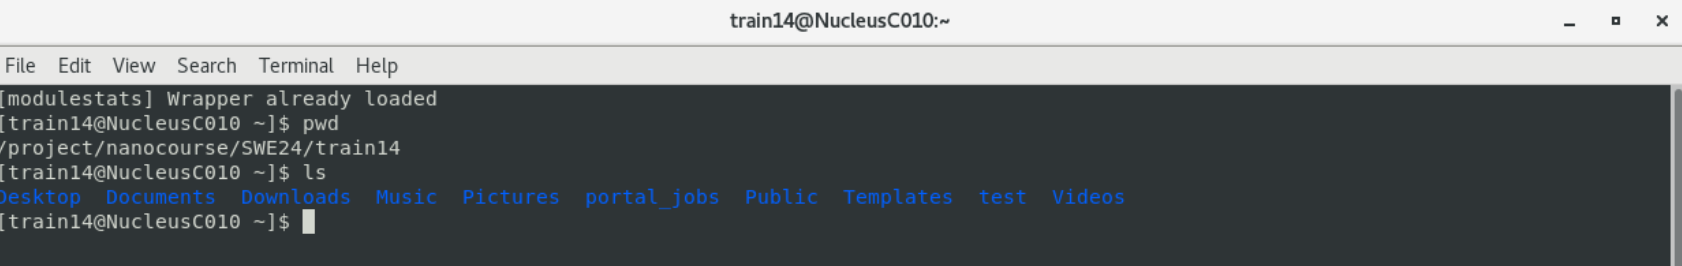 train14@NucleusC010:~
File Edit View Search Terminal Help
[modulestats] Wrapper already loaded
[train14@NucleusC010 ~]$ pwd
/project/nanocourse/SWE24/train14
[train14@NucleusC010 ~]$ ls
Desktop Documents Downloads Music Pictures portal_jobs Public Templates test Videos
[train14@NucleusC010 ~]$